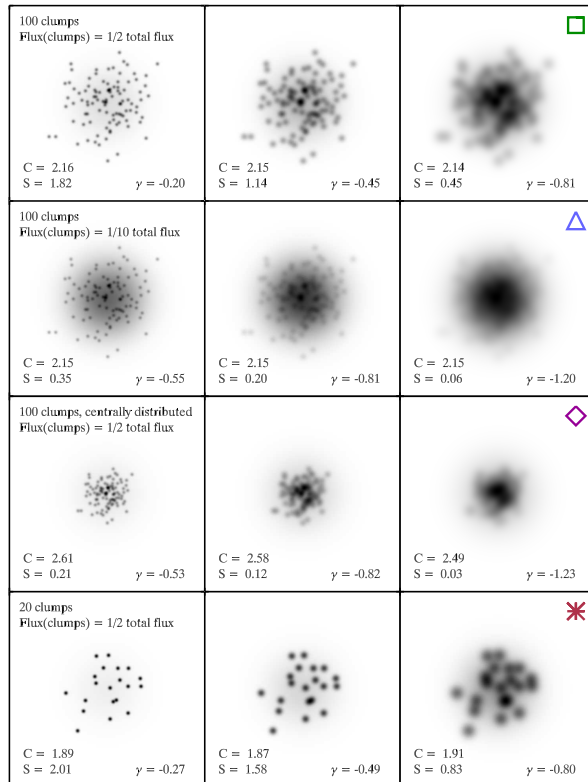 100 clumps
Flux(clumps) = 1/2 total flux
C = 2.16
S = 1.82 γ = -0.20
C = 2.15
S = 1.14 γ = -0.45
C = 2.14
S = 0.45 γ = -0.81
100 clumps
Flux(clumps) = 1/10 total flux
C = 2.15
S = 0.35 γ = -0.55
C = 2.15
S = 0.20 γ = -0.81
C = 2.15
S = 0.06 γ = -1.20
100 clumps, centrally distributed
Flux(clumps) = 1/2 total flux
C = 2.61
S = 0.21 γ = -0.53
C = 2.58
S = 0.12 γ = -0.82
C = 2.49
S = 0.03 γ = -1.23
20 clumps
Flux(clumps) = 1/2 total flux
C = 1.89
S = 2.01 γ = -0.27
C = 1.87
S = 1.58 γ = -0.49
C = 1.91
S = 0.83 γ = -0.80